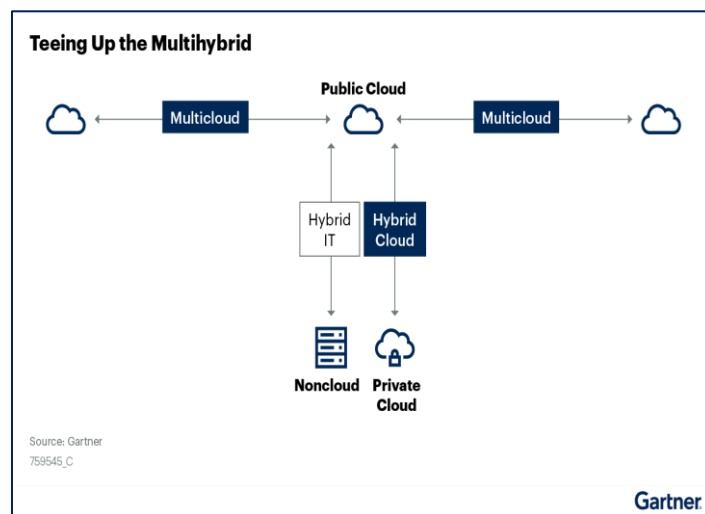 Teeing Up the Multihybrid
Public Cloud
Multicloud
Multicloud
Hybrid
IT
Hybrid
Cloud
Noncloud
Private
Cloud
Source: Gartner
759545_C
Gartner